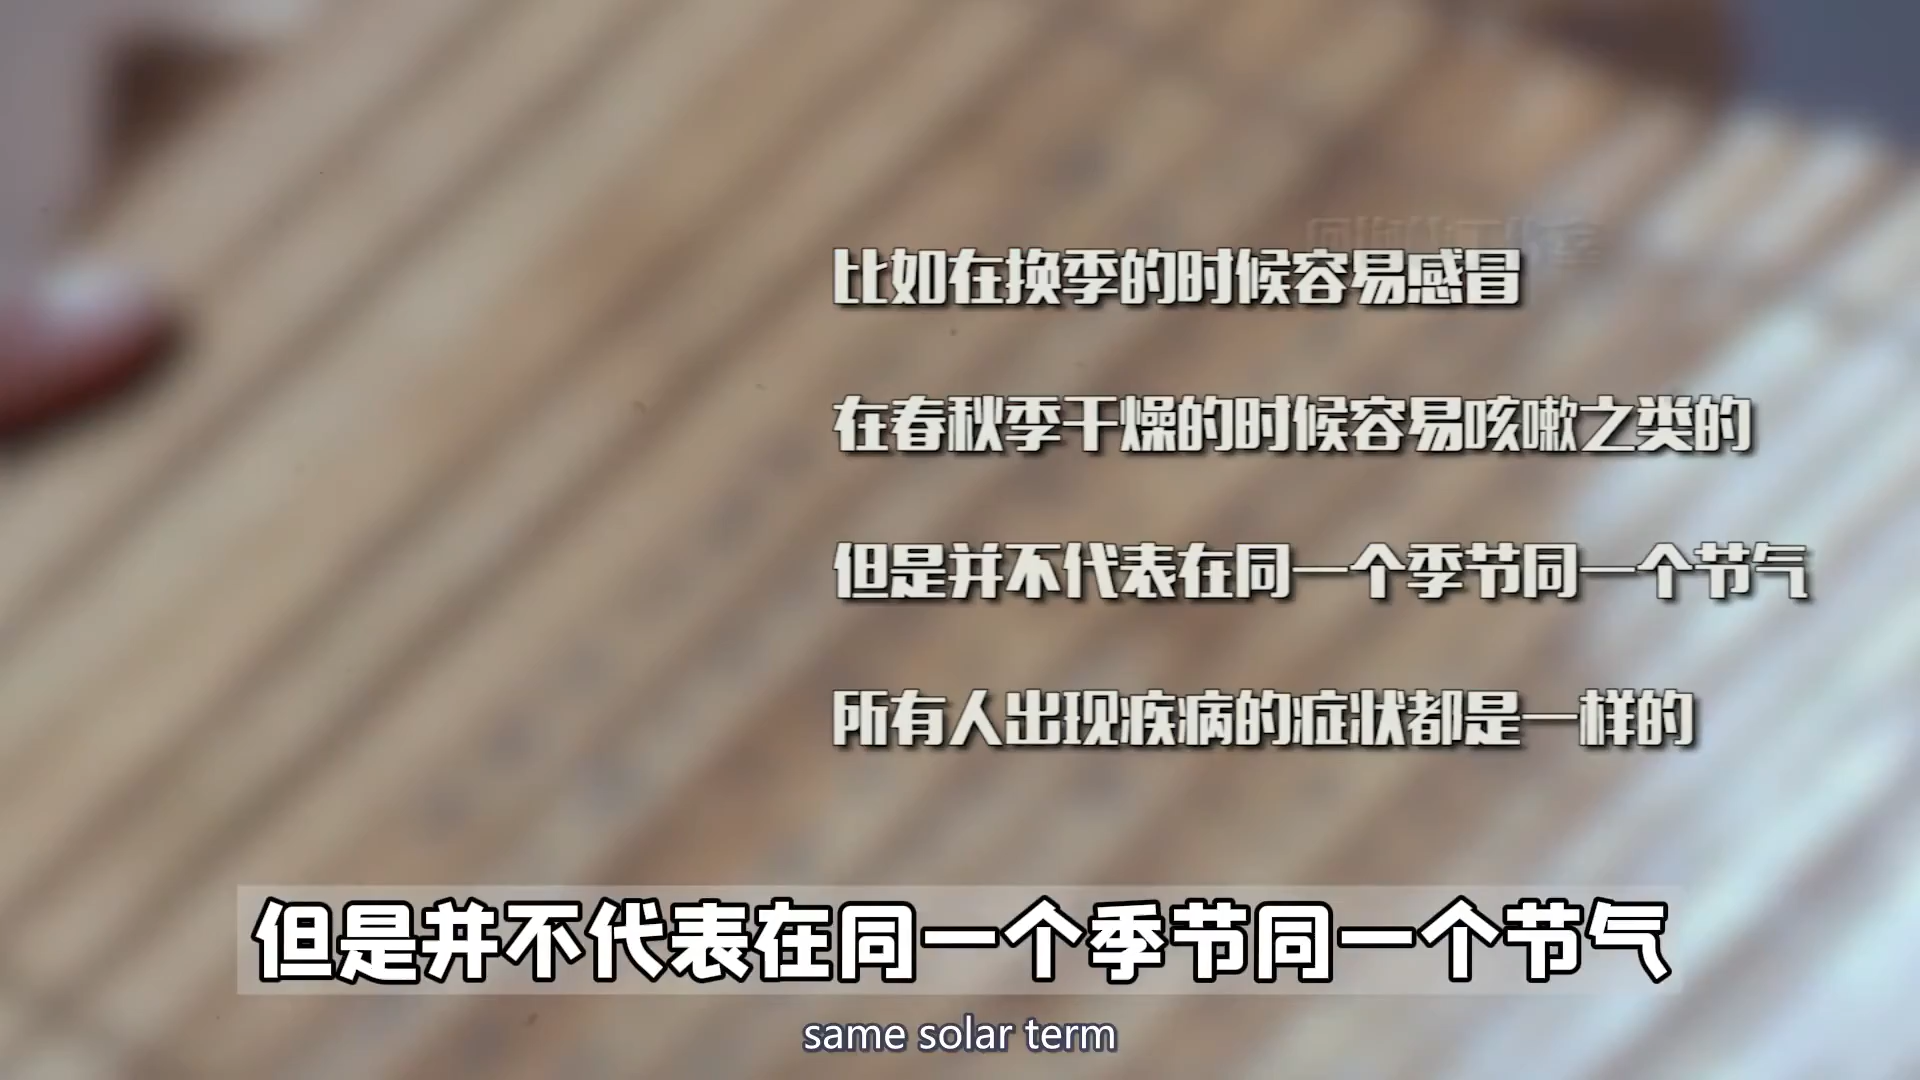 比如在换季的时候容易感冒
在春秋季干燥的时候容易咳嗽之类的
但是并不代表在同一个季节同一个节气
所有人出现疾病的症状都是一样的
但是并不代表在同一个季节同一个节气
same solar term